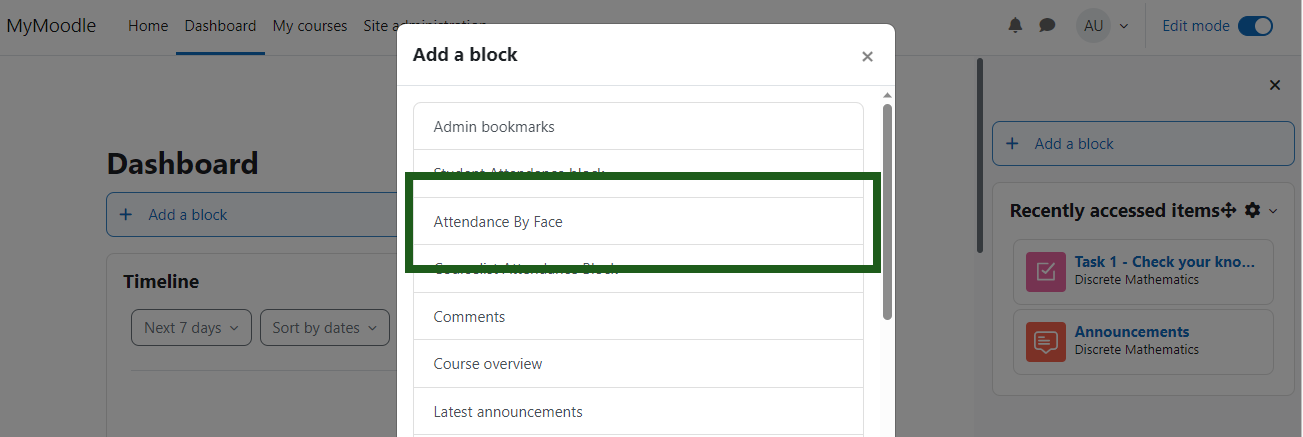 MyMoodle Home Dashboard My courses Site administration AU Edit mode
Add a block
Admin bookmarks
Student Attendance block
Attendance By Face
Courselist Attendance Block
Comments
Course overview
Latest announcements
Dashboard
+ Add a block
Timeline
Next 7 days Sort by dates
+ Add a block
Recently accessed items
Task 1 - Check your kno...
Discrete Mathematics
Announcements
Discrete Mathematics